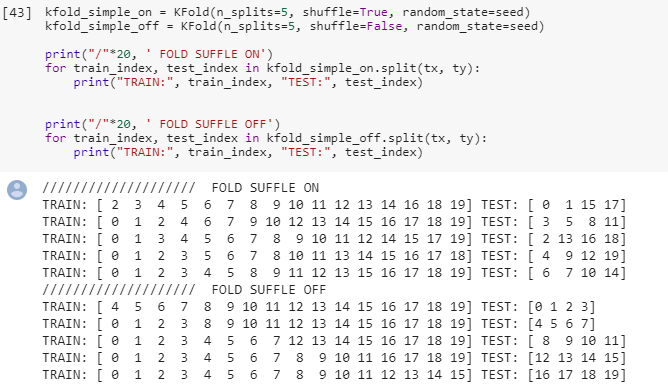 [43] kfold_simple_on = KFold(n_splits=5, shuffle=True, random_state=seed)
kfold_simple_off = KFold(n_splits=5, shuffle=False, random_state=seed)
print("/"*20, ' FOLD SUFFLE ON')
for train_index, test_index in kfold_simple_on.split(tx, ty):
print("TRAIN:", train_index, "TEST:", test_index)
print("/"*20, ' FOLD SUFFLE OFF')
for train_index, test_index in kfold_simple_off.split(tx, ty):
print("TRAIN:", train_index, "TEST:", test_index)
////////////////////  FOLD SUFFLE ON
TRAIN: [ 2  3  4  5  6  7  8  9 10 11 12 13 14 16 18 19] TEST: [ 0  1 15 17]
TRAIN: [ 0  1  2  4  6  7  9 10 12 13 14 15 16 17 18 19] TEST: [ 3  5  8 11]
TRAIN: [ 0  1  3  4  5  6  7  8  9 10 11 12 14 15 17 19] TEST: [ 2 13 16 18]
TRAIN: [ 0  1  2  3  5  6  7  8 10 11 13 14 15 16 17 18] TEST: [ 4  9 12 19]
TRAIN: [ 0  1  2  3  4  5  8  9 11 12 13 15 16 17 18 19] TEST: [ 6  7 10 14]
////////////////////  FOLD SUFFLE OFF
TRAIN: [ 4  5  6  7  8  9 10 11 12 13 14 15 16 17 18 19] TEST: [0 1 2 3]
TRAIN: [ 0  1  2  3  8  9 10 11 12 13 14 15 16 17 18 19] TEST: [4 5 6 7]
TRAIN: [ 0  1  2  3  4  5  6  7 12 13 14 15 16 17 18 19] TEST: [ 8  9 10 11]
TRAIN: [ 0  1  2  3  4  5  6  7  8  9 10 11 16 17 18 19] TEST: [12 13 14 15]
TRAIN: [ 0  1  2  3  4  5  6  7  8  9 10 11 12 13 14 15] TEST: [16 17 18 19]